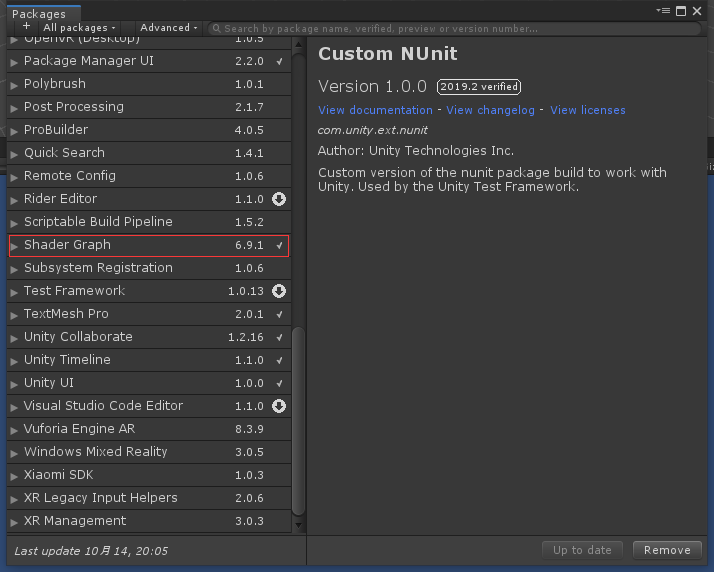 Packages
+ All packages Advanced Search by package name, verified, preview or version number...
OpenVR (Desktop) 1.0.5
Package Manager UI 2.2.0
Polybrush 1.0.1
Post Processing 2.1.7
ProBuilder 4.0.5
Quick Search 1.4.1
Remote Config 1.0.6
Rider Editor 1.1.0
Scriptable Build Pipeline 1.5.2
Shader Graph 6.9.1
Subsystem Registration 1.0.6
Test Framework 1.0.13
TextMesh Pro 2.0.1
Unity Collaborate 1.2.16
Unity Timeline 1.1.0
Unity UI 1.0.0
Visual Studio Code Editor 1.1.0
Vuforia Engine AR 8.3.9
Windows Mixed Reality 3.0.5
Xiaomi SDK 1.0.3
XR Legacy Input Helpers 2.0.6
XR Management 3.0.3
Last update 10月 14, 20:05
Custom NUnit
Version 1.0.0 2019.2 verified
View documentation - View changelog - View licenses
com.unity.ext.nunit
Author: Unity Technologies Inc.
Custom version of the nunit package build to work with
Unity. Used by the Unity Test Framework.
Up to date Remove